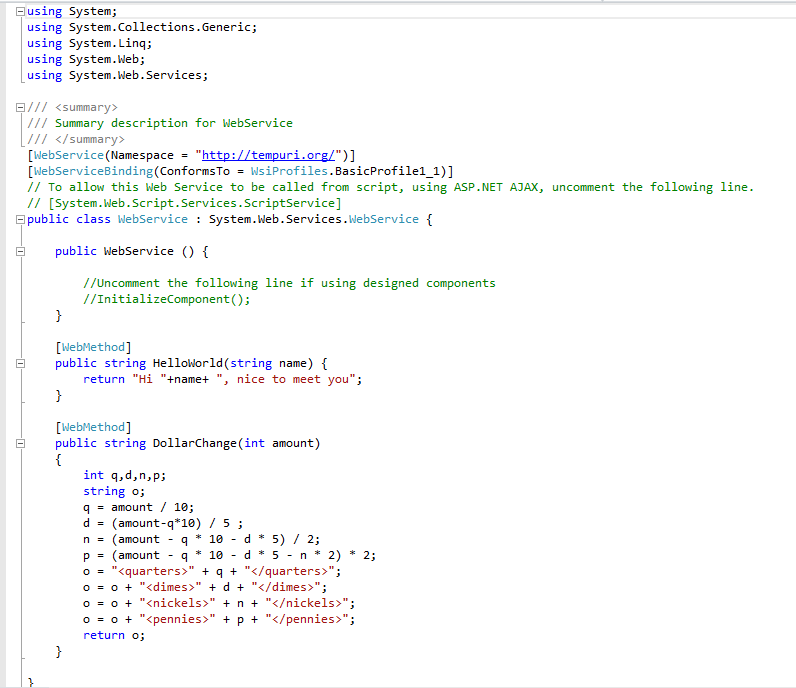 using System;
using System.Collections.Generic;
using System.Linq;
using System.Web;
using System.Web.Services;
/// <summary>
/// Summary description for WebService
/// </summary>
[WebService(Namespace = "http://tempuri.org/")]
[WebServiceBinding(ConformsTo = WsiProfiles.BasicProfile1_1)]
// To allow this Web Service to be called from script, using ASP.NET AJAX, uncomment the following line.
// [System.Web.Script.Services.ScriptService]
public class WebService : System.Web.Services.WebService {
public WebService () {
//Uncomment the following line if using designed components
//InitializeComponent();
}
[WebMethod]
public string HelloWorld(string name) {
return "Hi "+name+ ", nice to meet you";
}
[WebMethod]
public string DollarChange(int amount)
{
int q,d,n,p;
string o;
q = amount / 10;
d = (amount-q*10) / 5 ;
n = (amount - q * 10 - d * 5) / 2;
p = (amount - q * 10 - d * 5 - n * 2) * 2;
o = "<quarters>" + q + "</quarters>";
o = o + "<dimes>" + d + "</dimes>";
o = o + "<nickels>" + n + "</nickels>";
o = o + "<pennies>" + p + "</pennies>";
return o;
}
}